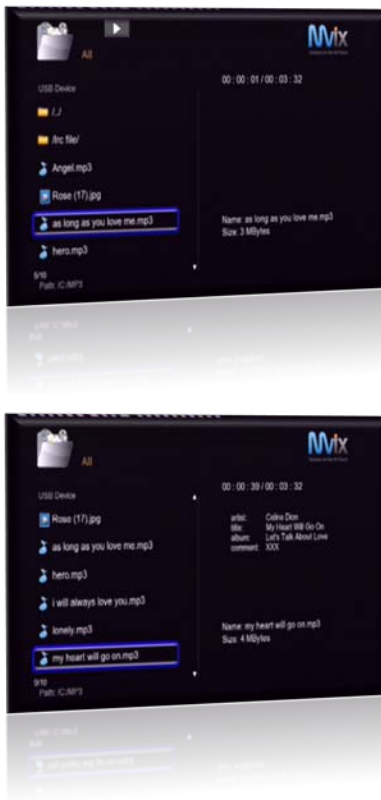 Mvix
All
00 : 00 : 01 / 00 : 03 : 32
USB Device
/../
/lrc file/
Angel.mp3
Rose (17).jpg
as long as you love me.mp3
Name: as long as you love me.mp3
Size: 3 MBytes
hero.mp3
5/10
Path: /C:/MP3
Mvix
All
00 : 00 : 39 / 00 : 03 : 32
USB Device
Rose (17).jpg
artist: Celine Dion
title: My Heart Will Go On
album: Let's Talk About Love
comment: XXX
as long as you love me.mp3
hero.mp3
i will always love you.mp3
lonely.mp3
Name: my heart will go on.mp3
Size: 4 MBytes
my heart will go on.mp3
9/10
Path: /C:/MP3